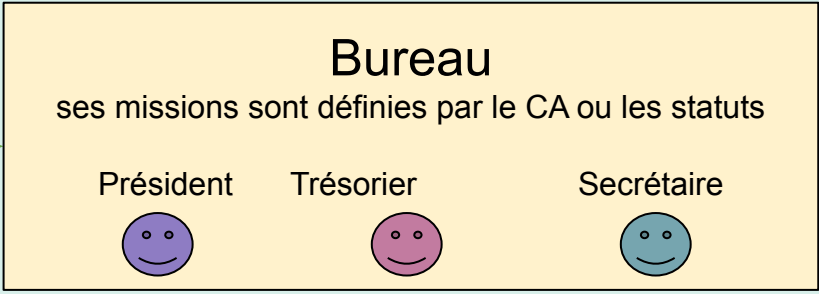 Bureau
ses missions sont définies par le CA ou les statuts
Président Trésorier Secrétaire